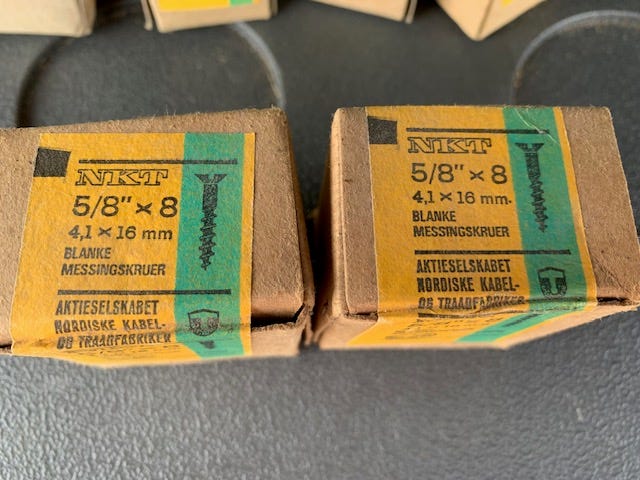 NKT
5/8" × 8
4,1 × 16 mm
BLANKE
MESSINGSKRUER
AKTIESELSKABET
NORDISKE KABEL-
OG TRAADFABRIKER
NKT
5/8" × 8
4,1 × 16 mm.
BLANKE
MESSINGSKRUER
AKTIESELSKABET
NORDISKE KABEL-
OG TRAADFABRIKER